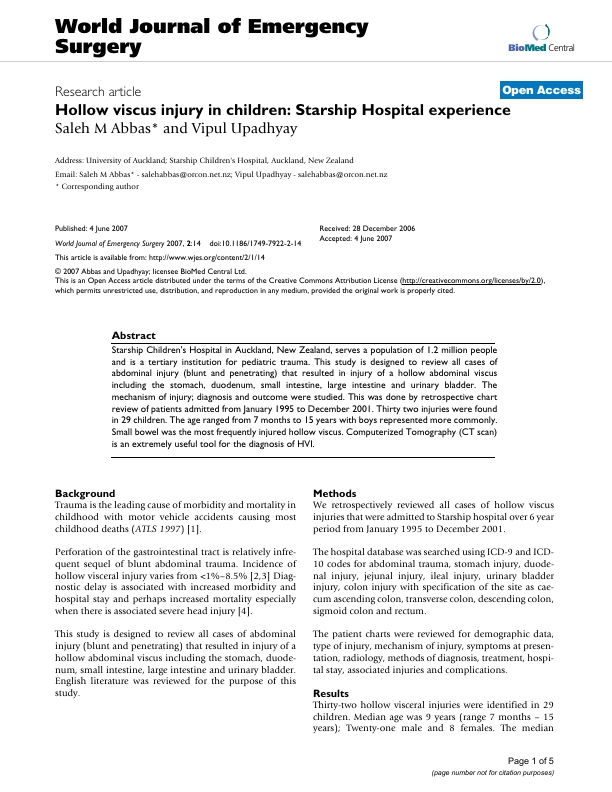 World Journal of Emergency
Surgery
BioMed Central
Open Access
Research article
Hollow viscus injury in children: Starship Hospital experience
Saleh M Abbas* and Vipul Upadhyay
Address: University of Auckland; Starship Children's Hospital, Auckland, New Zealand
Email: Saleh M Abbas* - salehabbas@orcon.net.nz; Vipul Upadhyay - salehabbas@orcon.net.nz
* Corresponding author
Published: 4 June 2007
World Journal of Emergency Surgery 2007, 2:14 doi:10.1186/1749-7922-2-14
This article is available from: http://www.wjes.org/content/2/1/14
Received: 28 December 2006
Accepted: 4 June 2007
© 2007 Abbas and Upadhyay; licensee BioMed Central Ltd.
This is an Open Access article distributed under the terms of the Creative Commons Attribution License (http://creativecommons.org/licenses/by/2.0),
which permits unrestricted use, distribution, and reproduction in any medium, provided the original work is properly cited.
Abstract
Starship Children's Hospital in Auckland, New Zealand, serves a population of 1.2 million people
and is a tertiary institution for pediatric trauma. This study is designed to review all cases of
abdominal injury (blunt and penetrating) that resulted in injury of a hollow abdominal viscus
including the stomach, duodenum, small intestine, large intestine and urinary bladder. The
mechanism of injury; diagnosis and outcome were studied. This was done by retrospective chart
review of patients admitted from January 1995 to December 2001. Thirty two injuries were found
in 29 children. The age ranged from 7 months to 15 years with boys represented more commonly.
Small bowel was the most frequently injured hollow viscus. Computerized Tomography (CT scan)
is an extremely useful tool for the diagnosis of HVI.
Background
Trauma is the leading cause of morbidity and mortality in
childhood with motor vehicle accidents causing most
childhood deaths (ATLS 1997) [1].
Perforation of the gastrointestinal tract is relatively infre-
quent sequel of blunt abdominal trauma. Incidence of
hollow visceral injury varies from <1%–8.5% [2,3] Diag-
nostic delay is associated with increased morbidity and
hospital stay and perhaps increased mortality especially
when there is associated severe head injury [4].
This study is designed to review all cases of abdominal
injury (blunt and penetrating) that resulted in injury of a
hollow abdominal viscus including the stomach, duode-
num, small intestine, large intestine and urinary bladder.
English literature was reviewed for the purpose of this
study.
Methods
We retrospectively reviewed all cases of hollow viscus
injuries that were admitted to Starship hospital over 6 year
period from January 1995 to December 2001.
The hospital database was searched using ICD-9 and ICD-
10 codes for abdominal trauma, stomach injury, duode-
nal injury, jejunal injury, ileal injury, urinary bladder
injury, colon injury with specification of the site as cae-
cum ascending colon, transverse colon, descending colon,
sigmoid colon and rectum.
The patient charts were reviewed for demographic data,
type of injury, mechanism of injury, symptoms at presen-
tation, radiology, methods of diagnosis, treatment, hospi-
tal stay, associated injuries and complications.
Results
Thirty-two hollow visceral injuries were identified in 29
children. Median age was 9 years (range 7 months – 15
years); Twenty-one male and 8 females. The median
Page 1 of 5
(page number not for citation purposes)